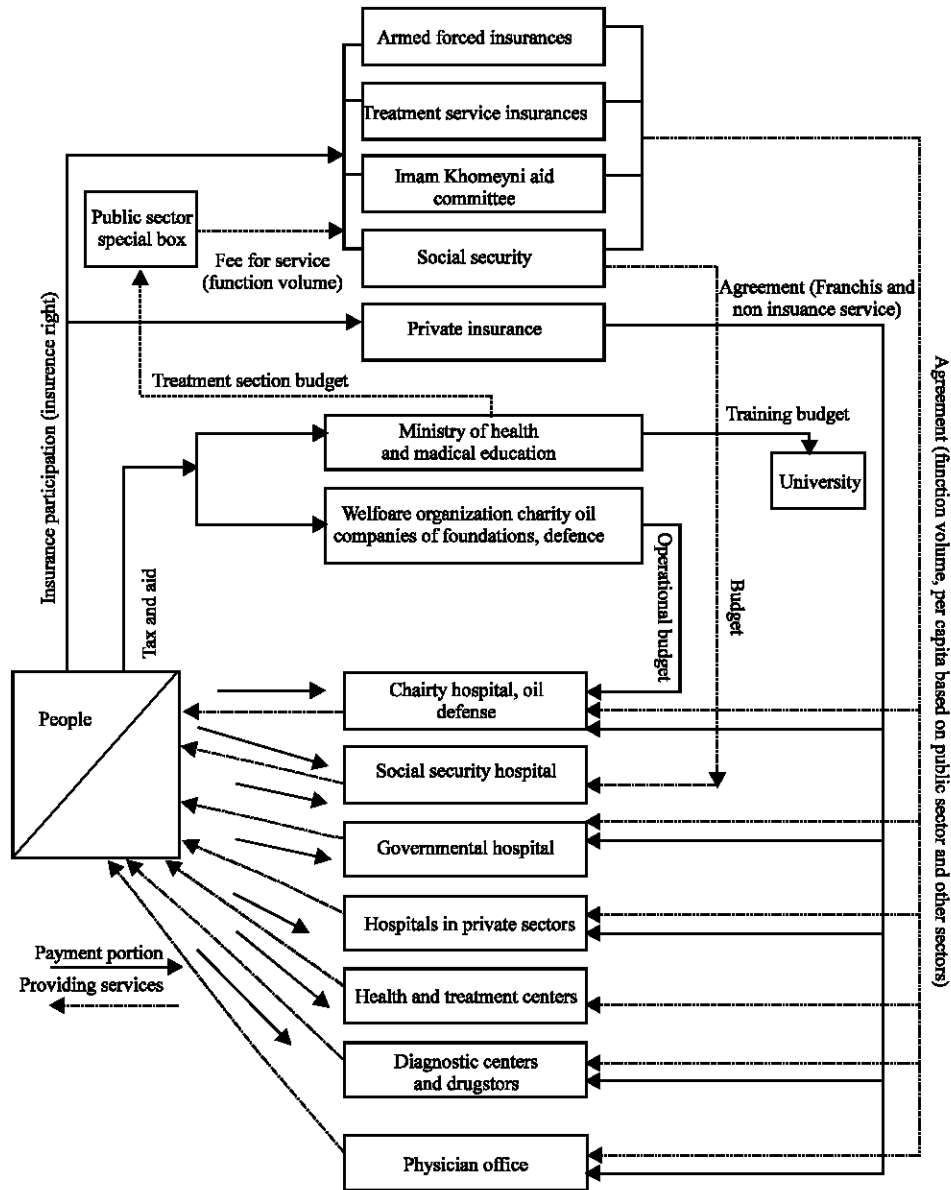 Armed forced insurances
Treatment service insurances
Imam Khomeyni aid
committee
Public sector
special box
Fee for service
(function volume)
Social security
Agreement (Franchis and
non insuance service)
Private insurance
Insurance participation (insurence right)
Treatment section budget
Ministry of health
and madical education
Training budget
University
Welfoare organization charity oil
companies of foundations, defence
Tax and aid
Operational budget
Budget
Agreement (function volume, per capita based on public sector and other sectors)
People
Chairty hospital, oil
defense
Social security hospital
Governmental hospital
Hospitals in private sectors
Payment portion
Providing services
Health and treatment centers
Diagnostic centers
and drugstors
Physician office